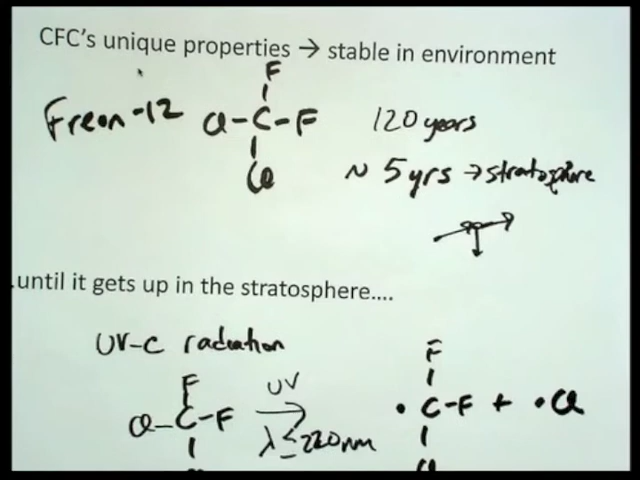 CFC's unique properties → stable in environment
F
Freon-12 Cl-C-F 120 years
Cl
~ 5 yrs → stratosphere
.until it gets up in the stratosphere....
UV-C radiation
F UV F
Cl-C-F → • C-F + •Cl
λ ≤ 220nm
Cl